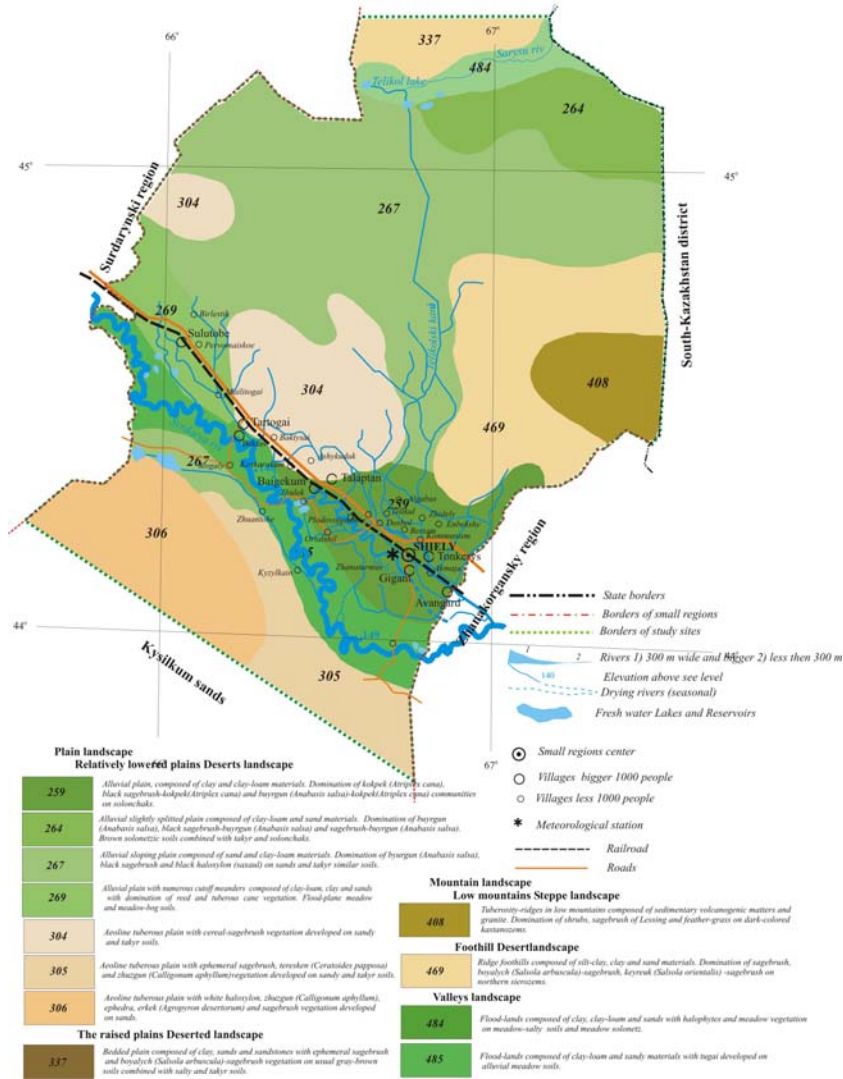 66°
67°
337
Sarysu riv
484
Telikol lake
264
45°
45°
Surdarynski region
304
267
South-Kazakhstan district
269
Birlestik
Sulutobe
Pervomaiskoe
304
408
469
Tartogai
Baklysai
267
Talaptan
Baigekum
259
306
SHIELY
Tonkeris
Kyzylkain
Zhanaturmus
Gigant
Avangard
Zhanakorgansky region
44°
149
305
Kysilkum sands
67°
State borders
Borders of small regions
Borders of study sites
1 2 Rivers 1) 300 m wide and bigger 2) less then 300 m
140 Elevation above see level
Drying rivers (seasonal)
Fresh water Lakes and Reservoirs
Small regions center
Villages bigger 1000 people
Villages less 1000 people
Meteorological station
Railroad
Roads
Plain landscape
Relatively lowered plains Deserts landscape
259 Alluvial plain, composed of clay and clay-loam materials. Domination of kokpek (Atriplex cana),
black sagebrush-kokpek(Atriplex cana) and buyrgun (Anabasis salsa)-kokpek(Atriplex cana) communities
on solonchaks.
264 Alluvial slightly splitted plain composed of clay-loam and sand materials. Domination of buyrgun
(Anabasis salsa), black sagebrush-buyrgun (Anabasis salsa) and sagebrush-buyrgun (Anabasis salsa).
Brown solonetzic soils combined with takyr and solonchaks.
267 Alluvial sloping plain composed of sand and clay-loam materials. Domination of byurgun (Anabasis salsa),
black sagebrush and black haloxylon (saxaul) on sands and takyr similar soils.
269 Alluvial plain with numerous cutoff meanders composed of clay-loam, clay and sands
with domination of reed and tuberous cane vegetation. Flood-plane meadow
and meadow-bog soils.
304 Aeoline tuberous plain with cereal-sagebrush vegetation developed on sandy
and takyr soils.
305 Aeoline tuberous plain with ephemeral sagebrush, teresken (Ceratoides papposa)
and zhuzgun (Calligonum aphyllum)vegetation developed on sandy and takyr soils.
306 Aeoline tuberous plain with white haloxylon, zhuzgun (Calligonum aphyllum),
ephedra, erkek (Agropyron desertorum) and sagebrush vegetation developed
on sands.
The raised plains Deserted landscape
337 Bedded plain composed of clay, sands and sandstones with ephemeral sagebrush
and boyalych (Salsola arbuscula)-sagebrush vegetation on usual gray-brown
soils combined with salty and takyr soils.
Mountain landscape
Low mountains Steppe landscape
408 Tuberosity-ridges in low mountains composed of sedimentary volcanogenic matters and
granite. Domination of shrubs, sagebrush of Lessing and feather-grass on dark-colored
kastanozems.
Foothill Desertlandscape
469 Ridge foothills composed of silt-clay, clay and sand materials. Domination of sagebrush,
boyalych (Salsola arbuscula)-sagebrush, keyreuk (Salsola orientalis) -sagebrush on
northern sierozems.
Valleys landscape
484 Flood-lands composed of clay, clay-loam and sands with halophytes and meadow vegetation
on meadow-salty soils and meadow solonetz.
485 Flood-lands composed of clay-loam and sandy materials with tugai developed on
alluvial meadow soils.